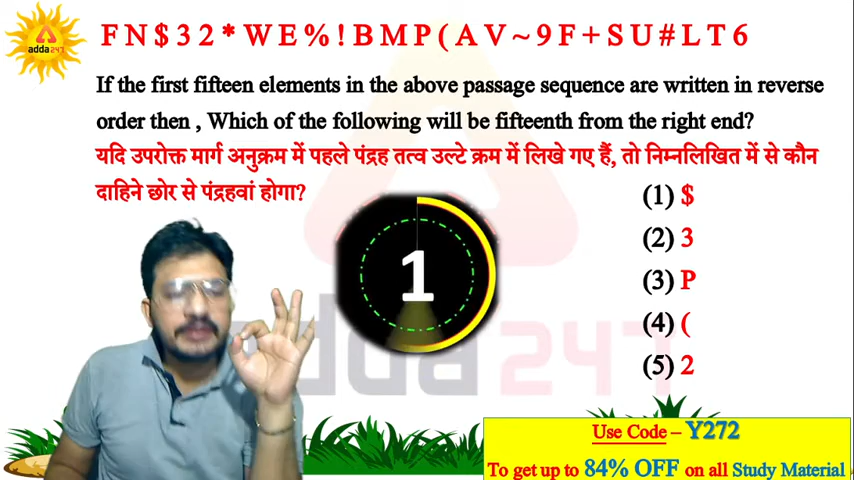 adda247
F N $ 3 2 * W E % ! B M P ( A V ~ 9 F + S U # L T 6
If the first fifteen elements in the above passage sequence are written in reverse
order then , Which of the following will be fifteenth from the right end?
यदि उपरोक्त मार्ग अनुक्रम में पहले पंद्रह तत्व उल्टे क्रम में लिखे गए हैं, तो निम्नलिखित में से कौन
दाहिने छोर से पंद्रहवां होगा?
(1) $
(2) 3
(3) P
(4) (
(5) 2
1
adda247
Use Code – Y272
To get up to 84% OFF on all Study Material